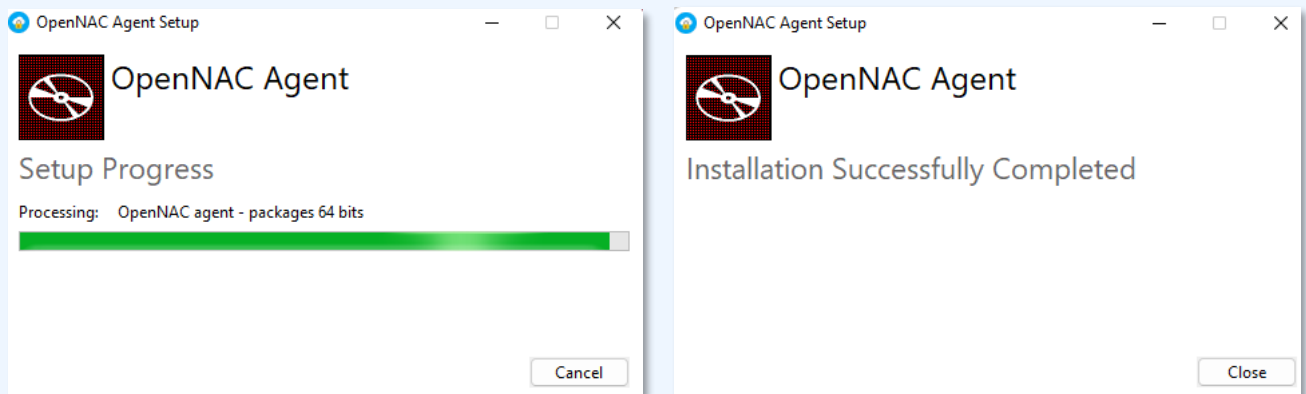 OpenNAC Agent Setup
OpenNAC Agent
Setup Progress
Processing: OpenNAC agent - packages 64 bits
Cancel
OpenNAC Agent Setup
OpenNAC Agent
Installation Successfully Completed
Close